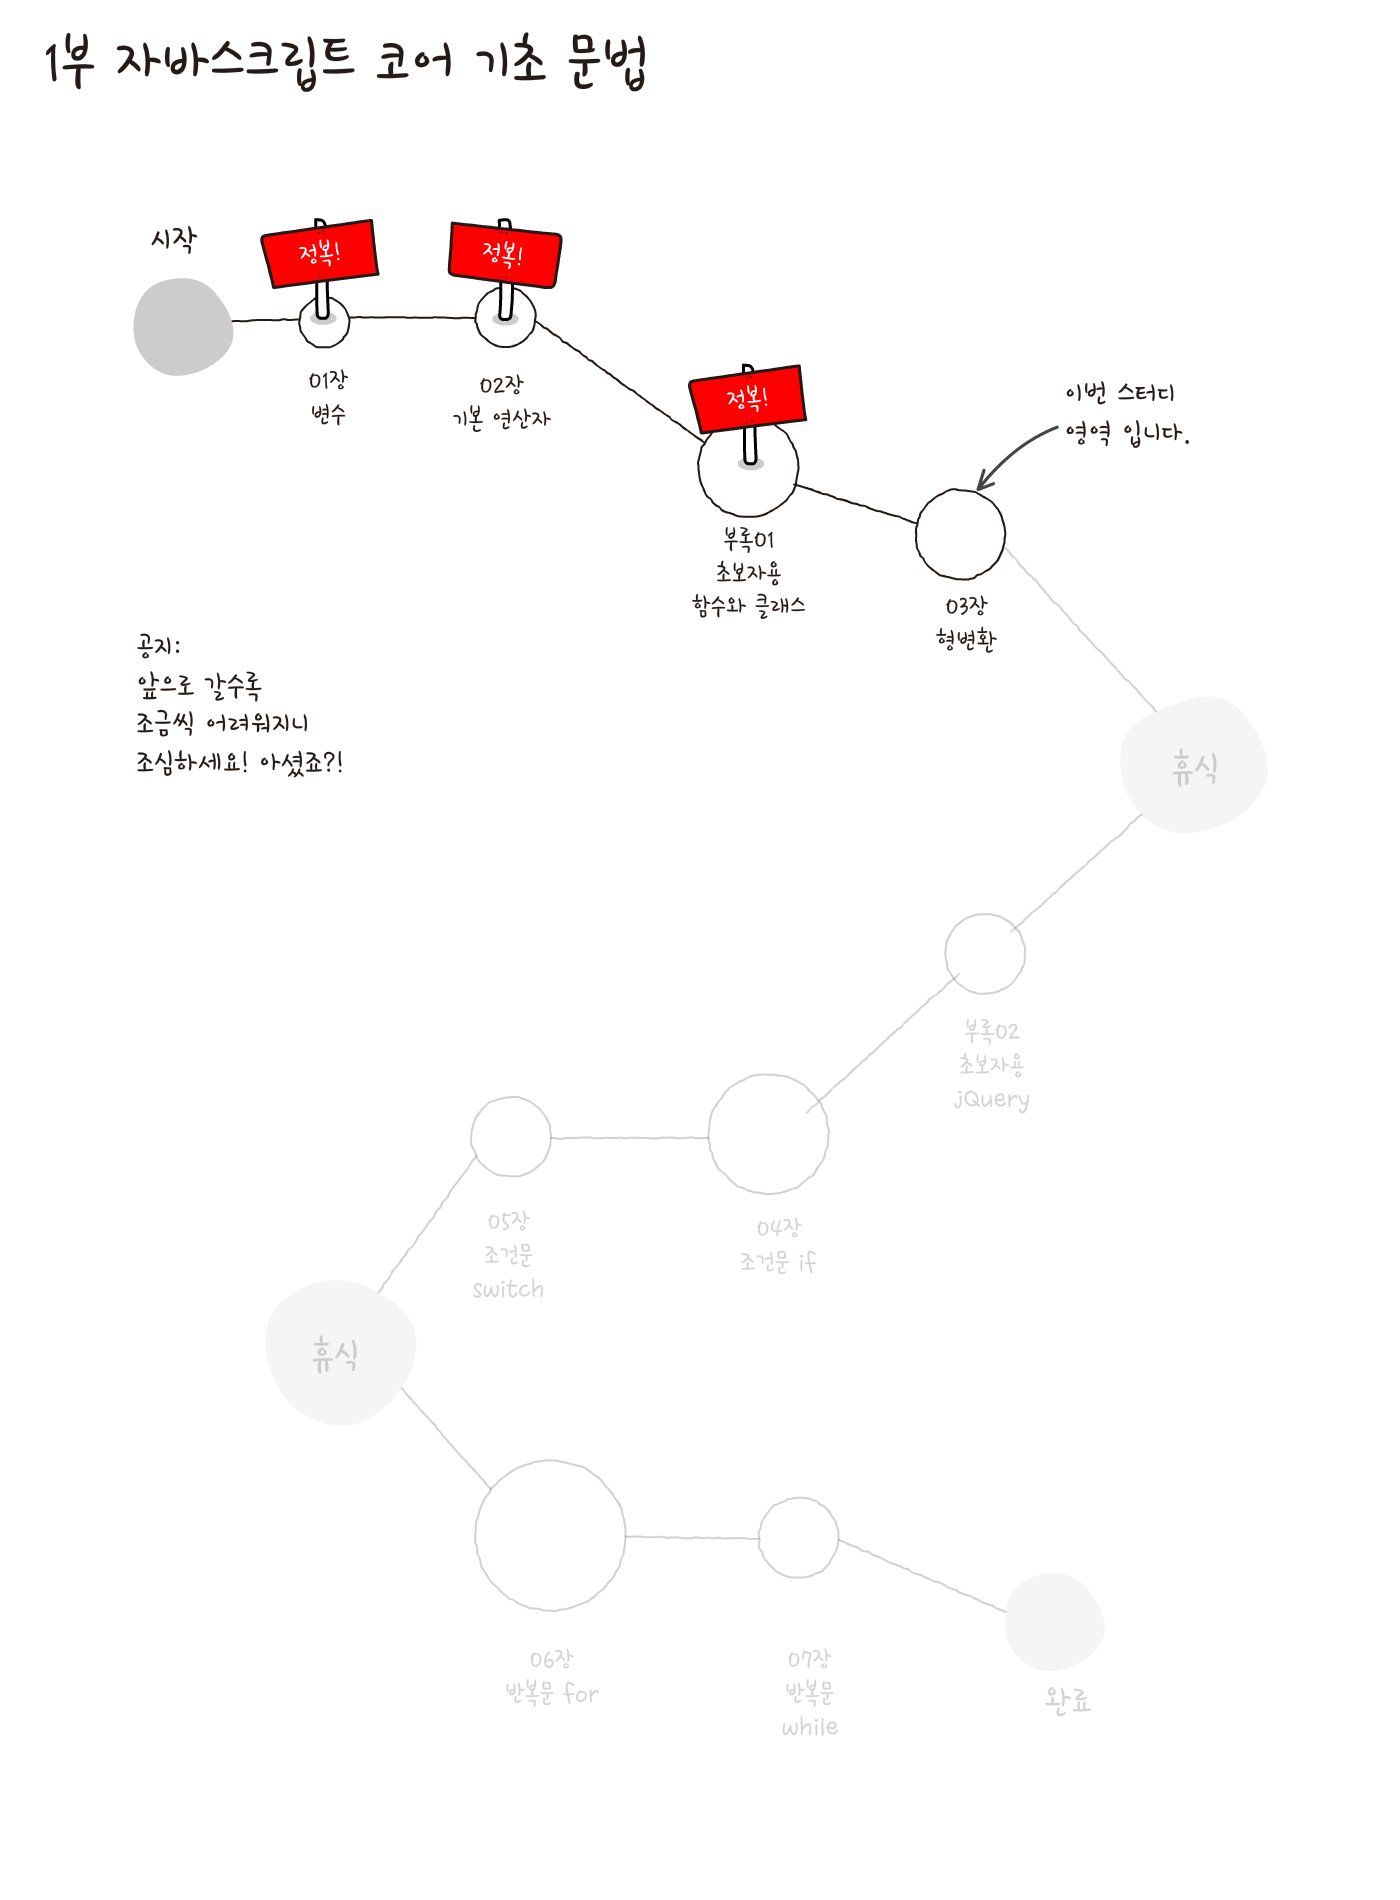 1부 자바스크립트 코어 기초 문법
시작
정복!
정복!
01장
변수
02장
기본 연산자
정복!
이번 스터디
영역 입니다.
부록01
초보자용
함수와 클래스
03장
형변환
공지:
앞으로 갈수록
조금씩 어려워지니
조심하세요! 아셨죠?!
휴식
부록02
초보자용
jQuery
05장
조건문
switch
04장
조건문 if
휴식
06장
반복문 for
07장
반복문
while
완료